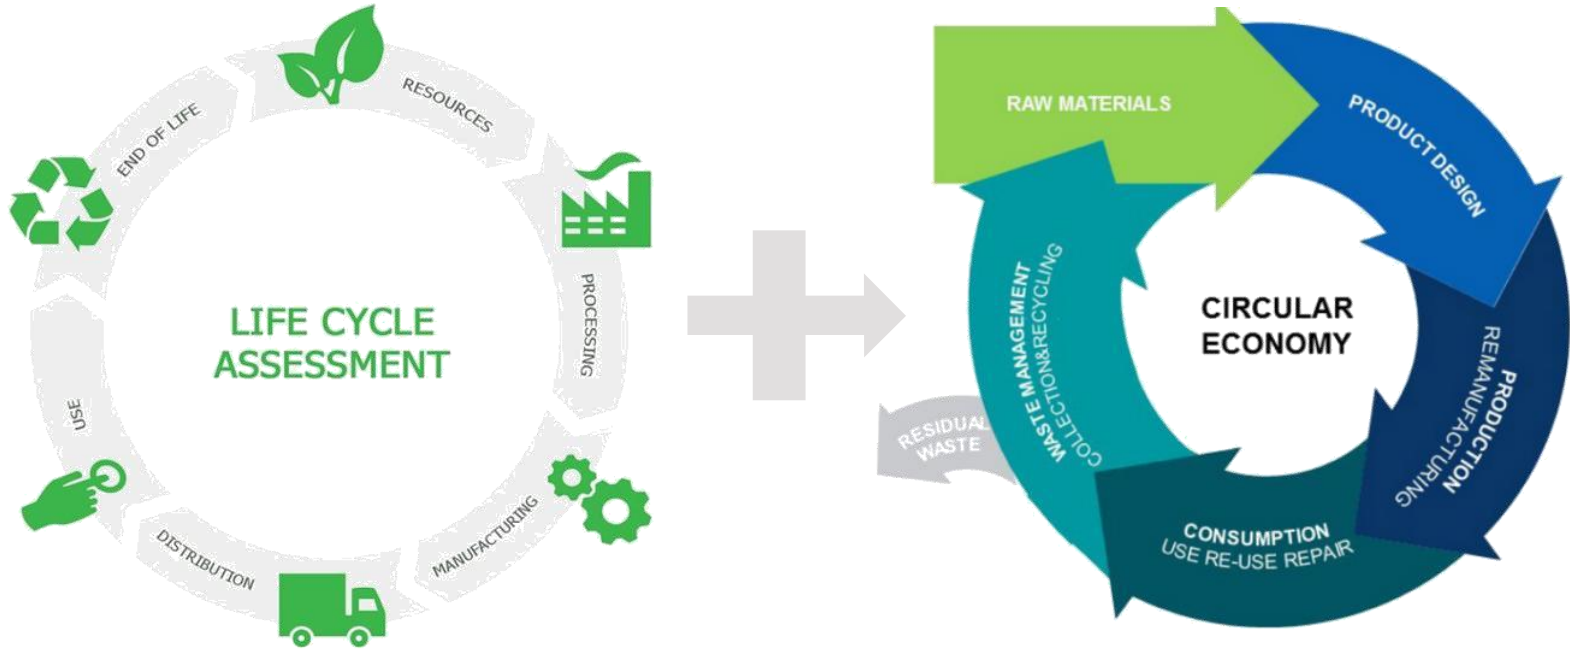 RESOURCES
PROCESSING
MANUFACTURING
DISTRIBUTION
USE
END OF LIFE
LIFE CYCLE
ASSESSMENT
RAW MATERIALS
PRODUCT DESIGN
PRODUCTION
REMANUFACTURING
CONSUMPTION
USE RE-USE REPAIR
WASTE MANAGEMENT
COLLECTION&RECYCLING
RESIDUAL
WASTE
CIRCULAR
ECONOMY